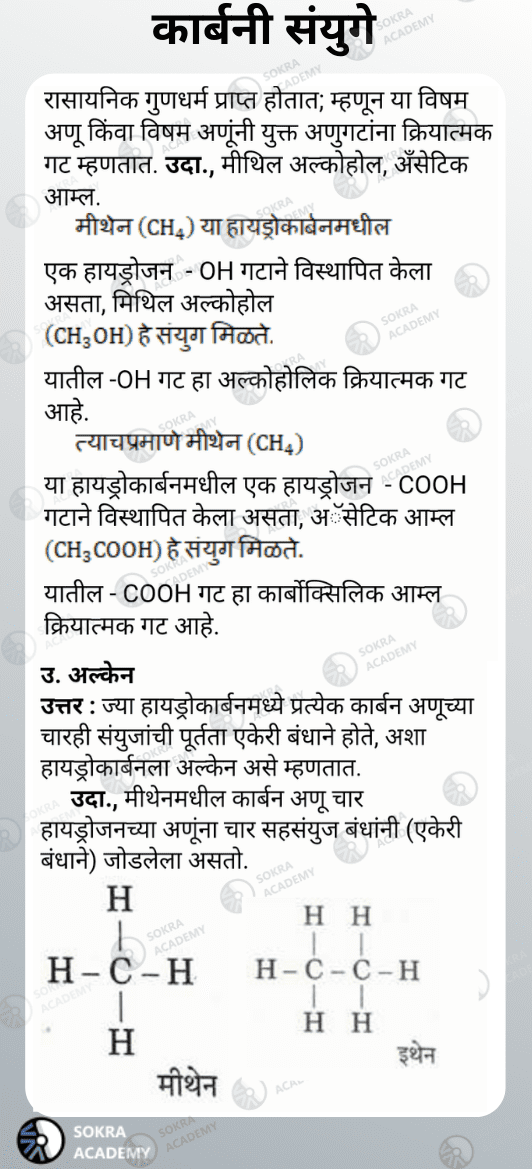 कार्बनी संयुगे
रासायनिक गुणधर्म प्राप्त होतात; म्हणून या विषम
अणू किंवा विषम अणूंनी युक्त अणुगटांना क्रियात्मक
गट म्हणतात. उदा., मीथिल अल्कोहोल, अ‍ॅसेटिक
आम्ल.
मीथेन (CH₄) या हायड्रोकार्बनमधील
एक हायड्रोजन - OH गटाने विस्थापित केला
असता, मिथिल अल्कोहोल
(CH₃OH) हे संयुग मिळते.
यातील -OH गट हा अल्कोहोलिक क्रियात्मक गट
आहे.
त्याचप्रमाणे मीथेन (CH₄)
या हायड्रोकार्बनमधील एक हायड्रोजन - COOH
गटाने विस्थापित केला असता, अॅसेटिक आम्ल
(CH₃COOH) हे संयुग मिळते.
यातील - COOH गट हा कार्बोक्सिलिक आम्ल
क्रियात्मक गट आहे.
उ. अल्केन
उत्तर : ज्या हायड्रोकार्बनमध्ये प्रत्येक कार्बन अणूच्या
चारही संयुजांची पूर्तता एकेरी बंधाने होते, अशा
हायड्रोकार्बनला अल्केन असे म्हणतात.
उदा., मीथेनमधील कार्बन अणू चार
हायड्रोजनच्या अणूंना चार सहसंयुज बंधांनी (एकेरी
बंधाने) जोडलेला असतो.
H
H – C – H
H
मीथेन
H H
H – C – C – H
H H
इथेन
SOKRA
ACADEMY